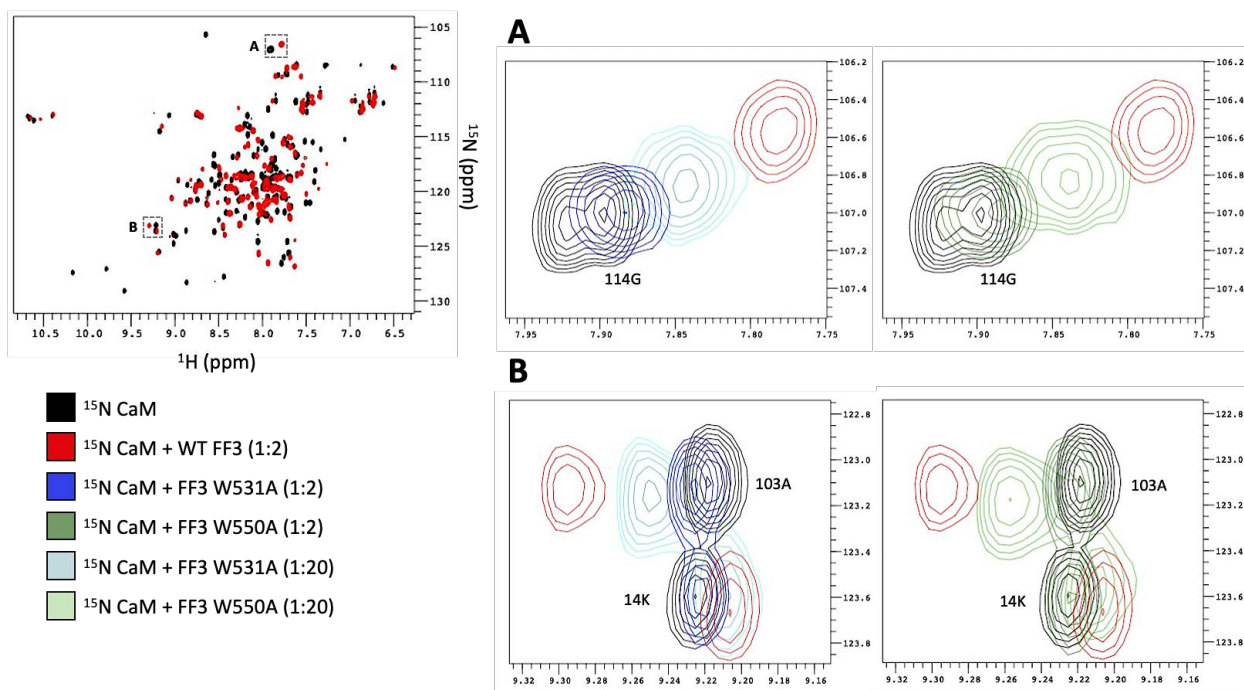 A
B
105
110
115
120
125
130
10.5 10.0 9.5 9.0 8.5 8.0 7.5 7.0 6.5
¹H (ppm)
¹⁵N (ppm)
¹⁵N CaM
¹⁵N CaM + WT FF3 (1:2)
¹⁵N CaM + FF3 W531A (1:2)
¹⁵N CaM + FF3 W550A (1:2)
¹⁵N CaM + FF3 W531A (1:20)
¹⁵N CaM + FF3 W550A (1:20)
A
114G
106.2
106.4
106.6
106.8
107.0
107.2
107.4
7.95 7.90 7.85 7.80 7.75
114G
106.2
106.4
106.6
106.8
107.0
107.2
107.4
7.95 7.90 7.85 7.80 7.75
B
103A
14K
122.8
123.0
123.2
123.4
123.6
123.8
9.32 9.30 9.28 9.26 9.24 9.22 9.20 9.18 9.16
103A
14K
122.8
123.0
123.2
123.4
123.6
123.8
9.32 9.30 9.28 9.26 9.24 9.22 9.20 9.18 9.16